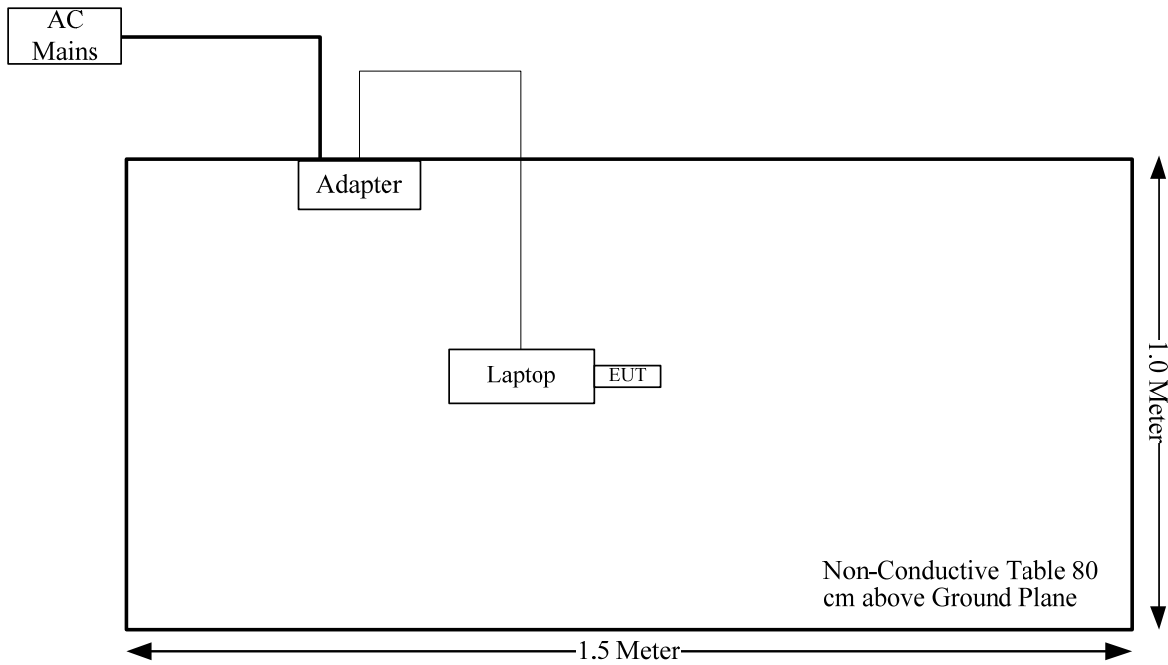 AC
Mains
Adapter
Laptop
EUT
1.0 Meter
Non-Conductive Table 80
cm above Ground Plane
1.5 Meter